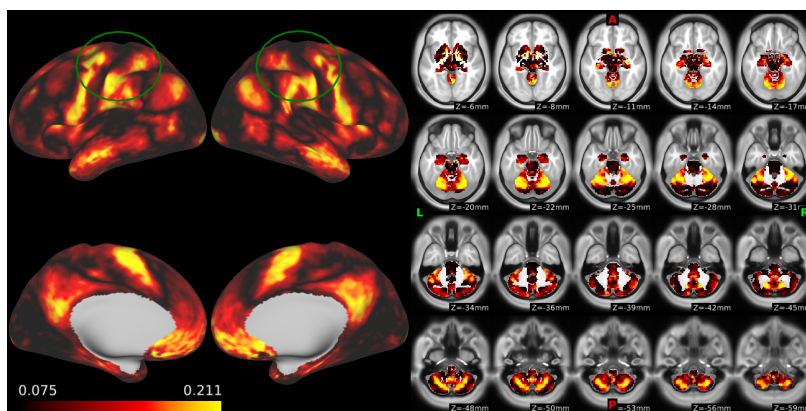 A
Z=-6mm Z=-8mm Z=-11mm Z=-14mm Z=-17mm
Z=-20mm Z=-22mm Z=-25mm Z=-28mm Z=-31m
L R
Z=-34mm Z=-36mm Z=-39mm Z=-42mm Z=-45m
0.075 0.211
Z=-48mm Z=-50mm P=-53mm Z=-56mm Z=-59m